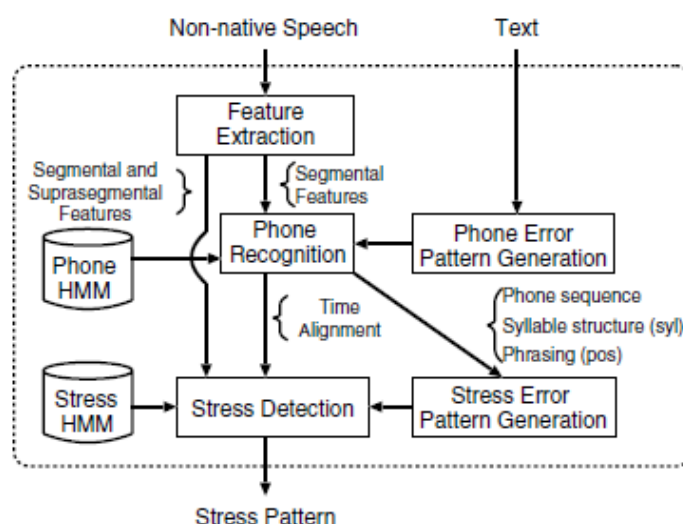 Non-native Speech
Text
Feature
Extraction
Segmental and
Suprasegmental
Features
Segmental
Features
Phone
HMM
Phone
Recognition
Phone Error
Pattern Generation
Time
Alignment
Phone sequence
Syllable structure (syl)
Phrasing (pos)
Stress
HMM
Stress Detection
Stress Error
Pattern Generation
Stress Pattern